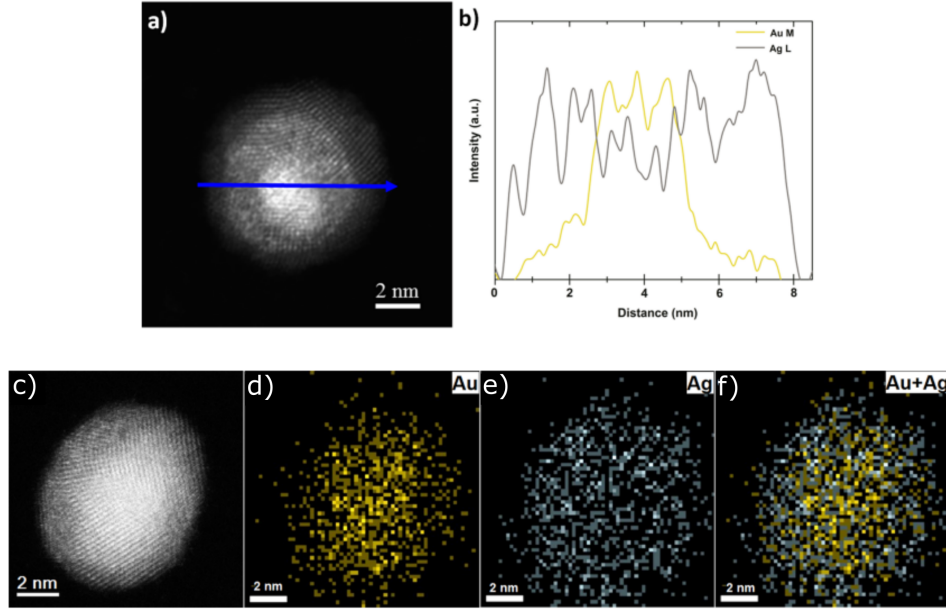 a)
2 nm
b)
Au M
Ag L
Intensity (a.u.)
0
2
4
6
8
Distance (nm)
c)
2 nm
d)
Au
2 nm
e)
Ag
2 nm
f)
Au+Ag
2 nm